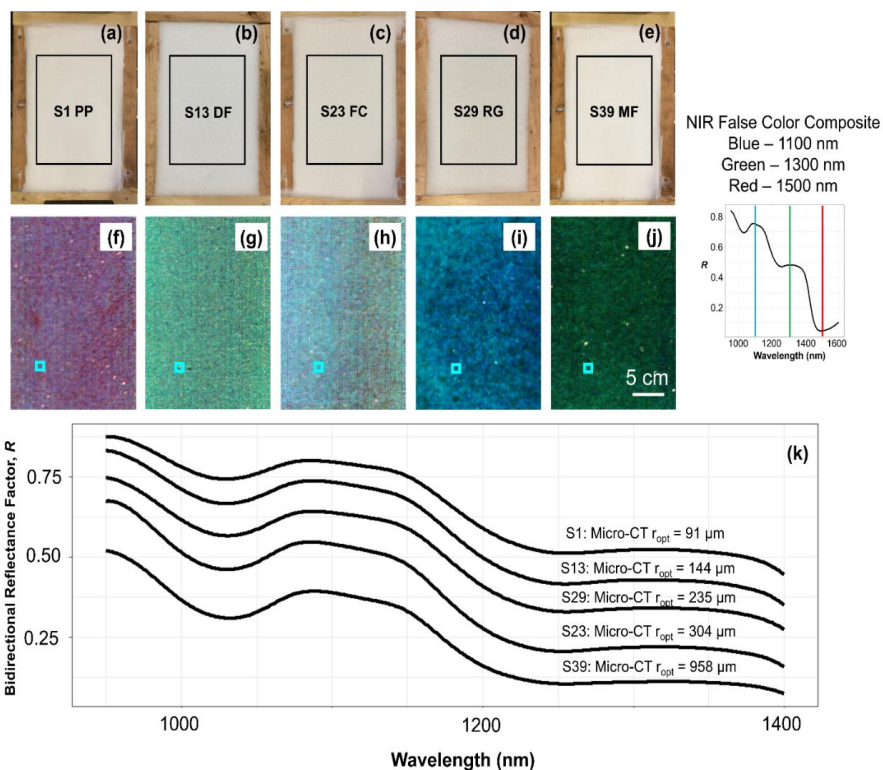 (a)
(b)
(c)
(d)
(e)
S1 PP
S13 DF
S23 FC
S29 RG
S39 MF
NIR False Color Composite
Blue – 1100 nm
Green – 1300 nm
Red – 1500 nm
(f)
(g)
(h)
(i)
(j)
5 cm
0.8
0.6
R
0.4
0.2
1000 1200 1400 1600
Wavelength (nm)
(k)
Bidirectional Reflectance Factor, R
0.75
0.50
0.25
S1: Micro-CT ropt = 91 µm
S13: Micro-CT ropt = 144 µm
S29: Micro-CT ropt = 235 µm
S23: Micro-CT ropt = 304 µm
S39: Micro-CT ropt = 958 µm
1000 1200 1400
Wavelength (nm)